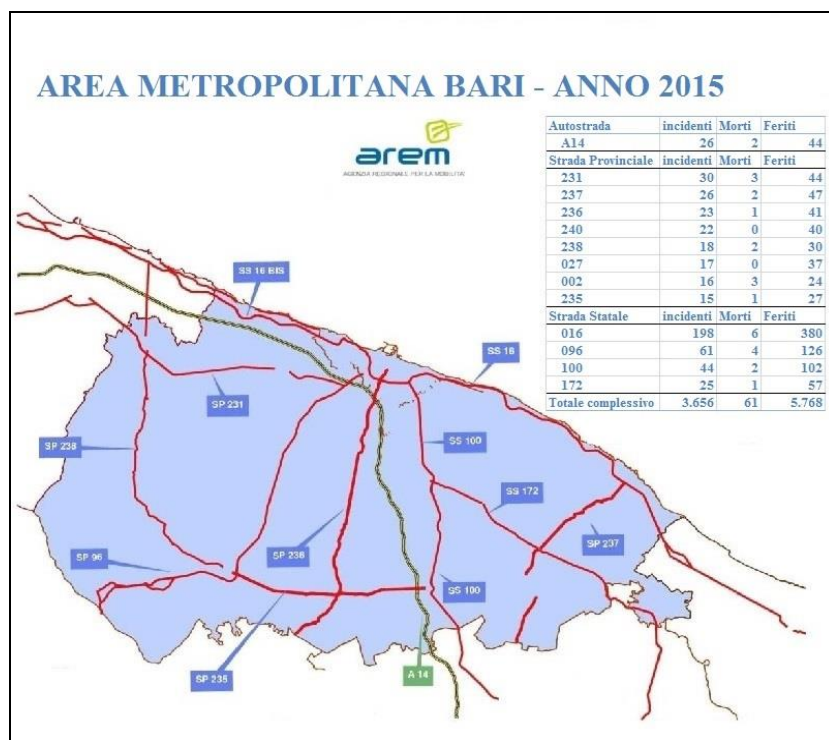 AREA METROPOLITANA BARI - ANNO 2015
arem
AGENZIA REGIONALE PER LA MOBILITA'
Autostrada incidenti Morti Feriti
A14 26 2 44
Strada Provinciale incidenti Morti Feriti
231 30 3 44
237 26 2 47
236 23 1 41
240 22 0 40
238 18 2 30
027 17 0 37
002 16 3 24
235 15 1 27
Strada Statale incidenti Morti Feriti
016 198 6 380
096 61 4 126
100 44 2 102
172 25 1 57
Totale complessivo 3.656 61 5.768
SS 16 BIS
SS 16
SP 231
SP 238
SS 100
SS 172
SP 96
SP 236
SP 237
SS 100
SP 235
A 14